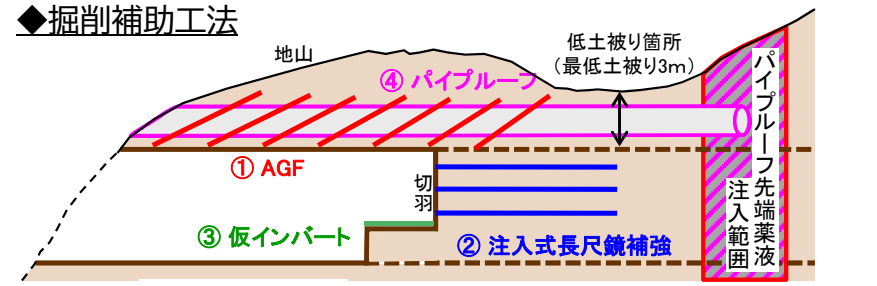 ◆掘削補助工法
地山
低土被り箇所
（最低土被り3ｍ）
④ パイプルーフ
① AGF
切羽
③ 仮インバート
② 注入式長尺鏡補強
パイプルーフ先端薬液
注入範囲